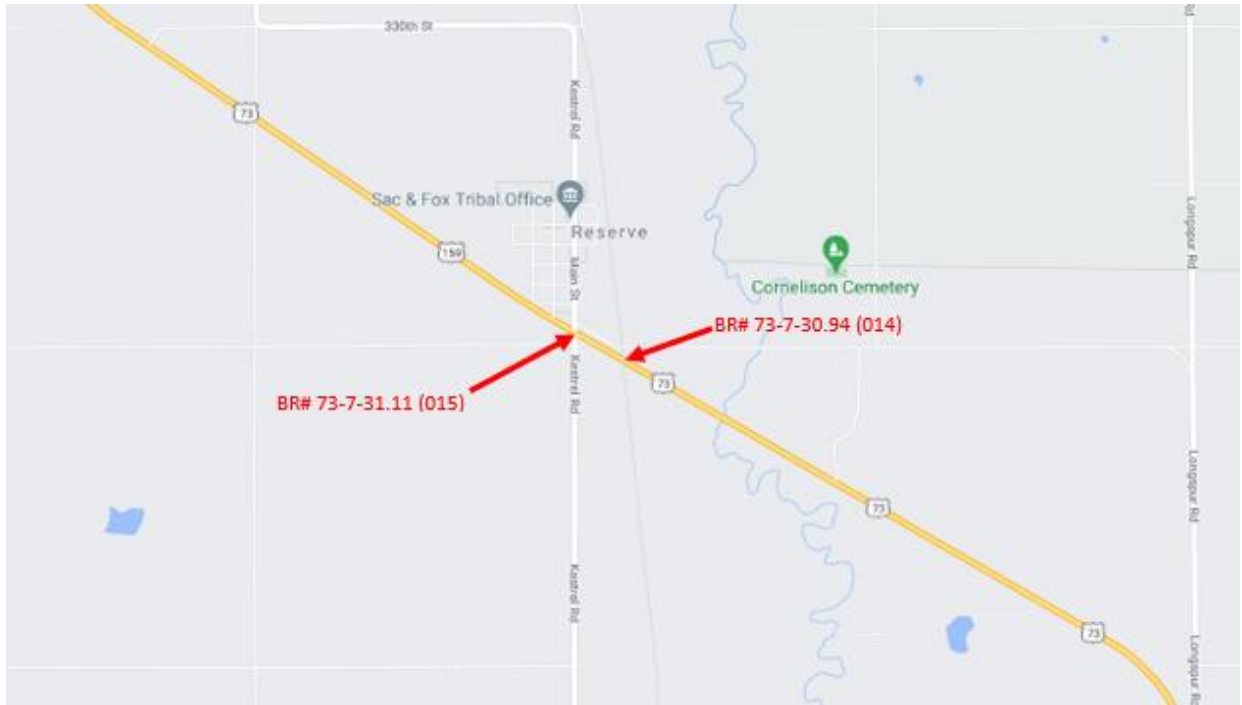 Rd
330th St
Kestrel Rd
73
Sac & Fox Tribal Office
Reserve
Longspur Rd
159
Main St
Cornelison Cemetery
BR# 73-7-30.94 (014)
Kestrel Rd
73
BR# 73-7-31.11 (015)
Longspur Rd
73
Kestrel Rd
73
Longspur Rd